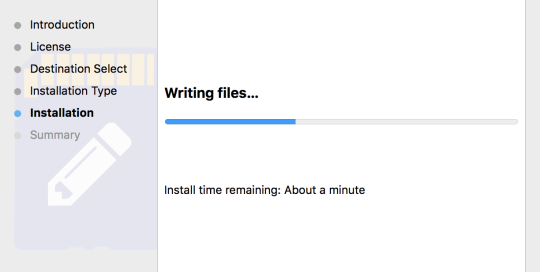 Introduction
License
Destination Select
Installation Type
Installation
Summary
Writing files...
Install time remaining: About a minute